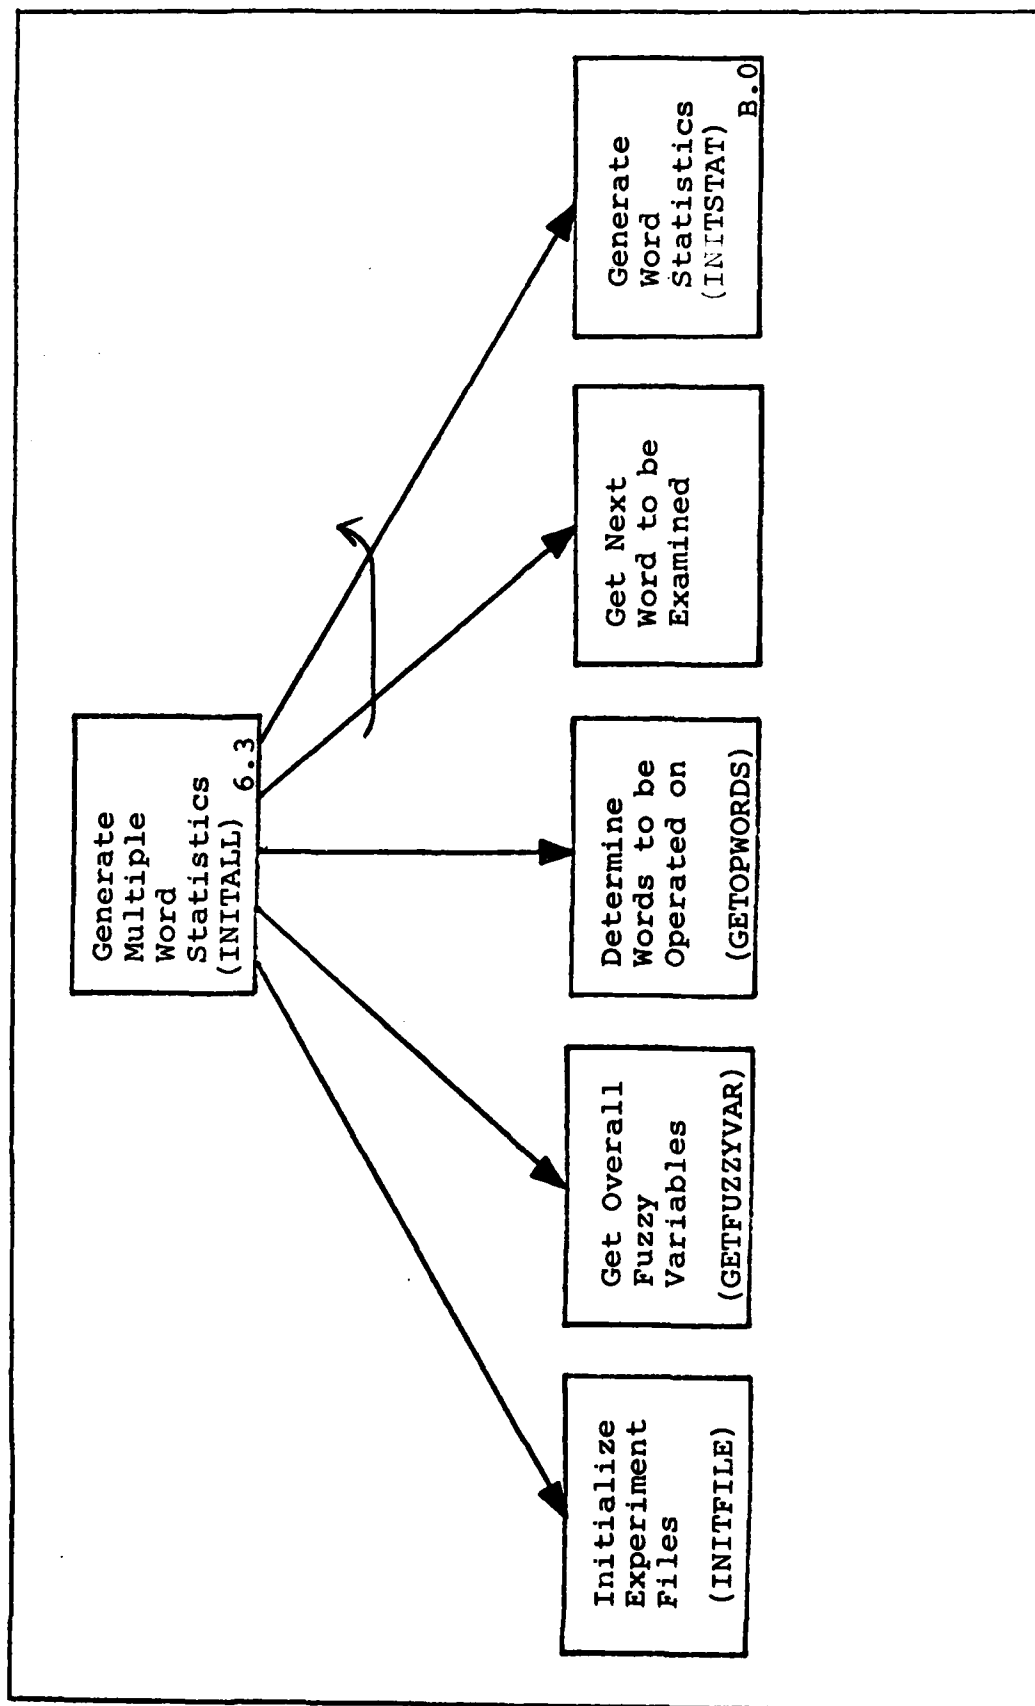 Generate
Multiple
Word
Statistics
(INITALL) 6.3
Initialize
Experiment
Files
(INITFILE)
Get Overall
Fuzzy
Variables
(GETFUZZYVAR)
Determine
Words to be
Operated on
(GETOPWORDS)
Get Next
Word to be
Examined
Generate
Word
Statistics
(INITSTAT)
B.0